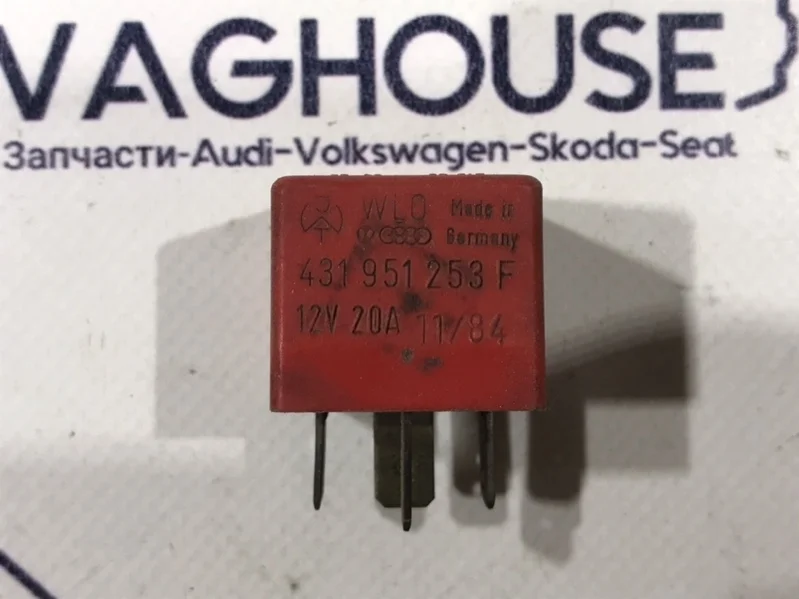 VAGHOUSE
Запчасти-Audi-Volkswagen-Skoda-Seat
WLO Made in
Germany
431 951 253 F
12V 20A 11/84